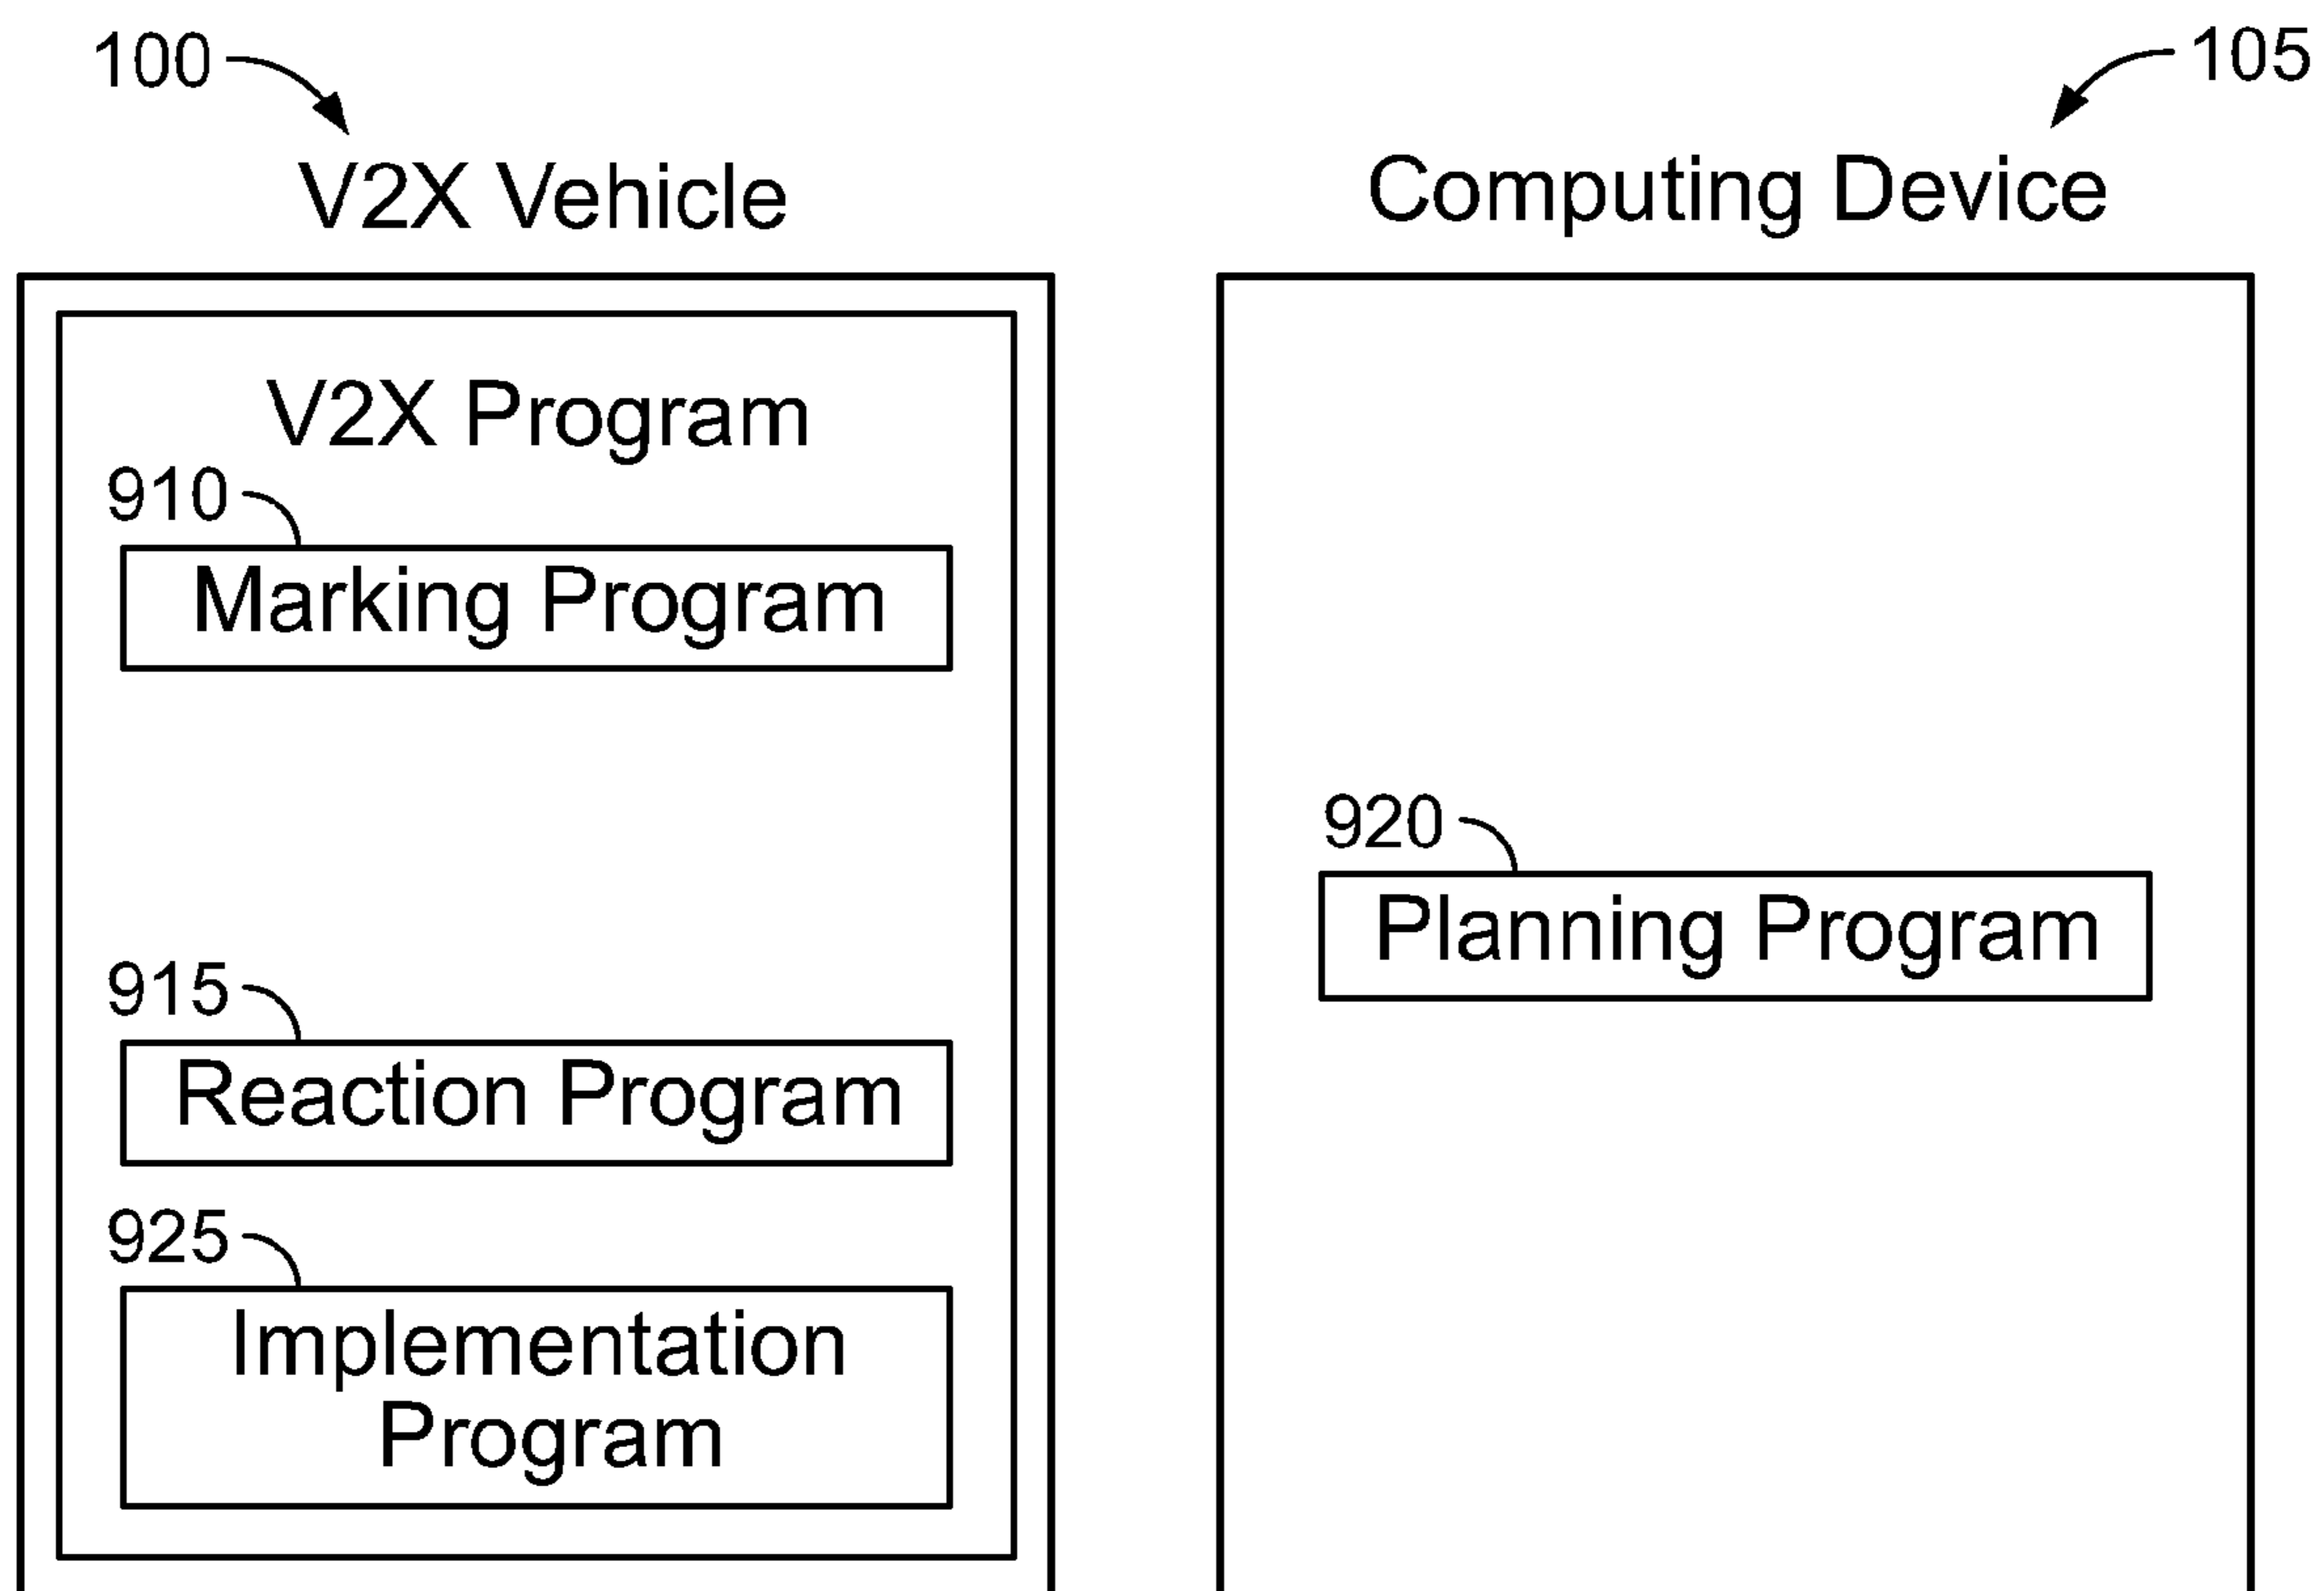 100
105
V2X Vehicle
Computing Device
V2X Program
910
Marking Program
920
Planning Program
915
Reaction Program
925
Implementation
Program